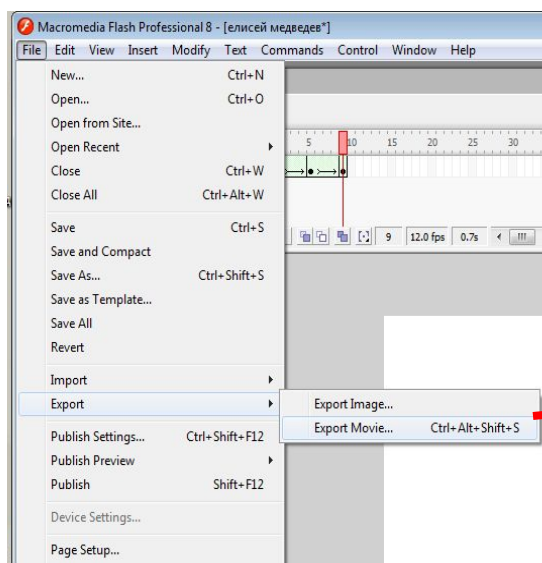 Macromedia Flash Professional 8 - [елисей медведев*]
File Edit View Insert Modify Text Commands Control Window Help
New... Ctrl+N
Open... Ctrl+O
Open from Site...
Open Recent
5 10 15 20 25 30
Close Ctrl+W
Close All Ctrl+Alt+W
Save Ctrl+S
9 12.0 fps 0.7s
Save and Compact
Save As... Ctrl+Shift+S
Save as Template...
Save All
Revert
Import
Export
Export Image...
Export Movie... Ctrl+Alt+Shift+S
Publish Settings... Ctrl+Shift+F12
Publish Preview
Publish Shift+F12
Device Settings...
Page Setup...